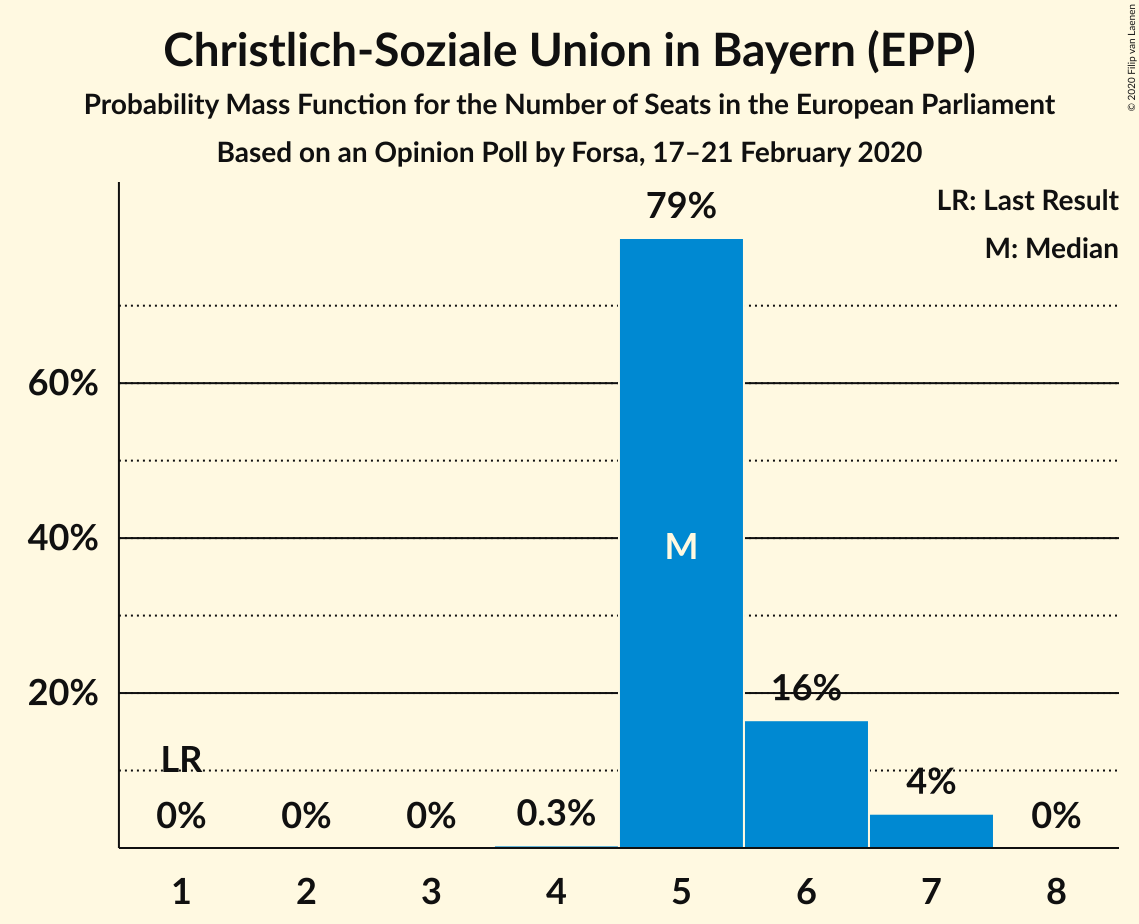 Christlich-Soziale Union in Bayern (EPP)
Probability Mass Function for the Number of Seats in the European Parliament
Based on an Opinion Poll by Forsa, 17–21 February 2020
© 2020 Filip van Laenen
LR: Last Result
M: Median
79%
60%
40%
20%
M
16%
LR
4%
0%
0%
0%
0.3%
0%
1 2 3 4 5 6 7 8